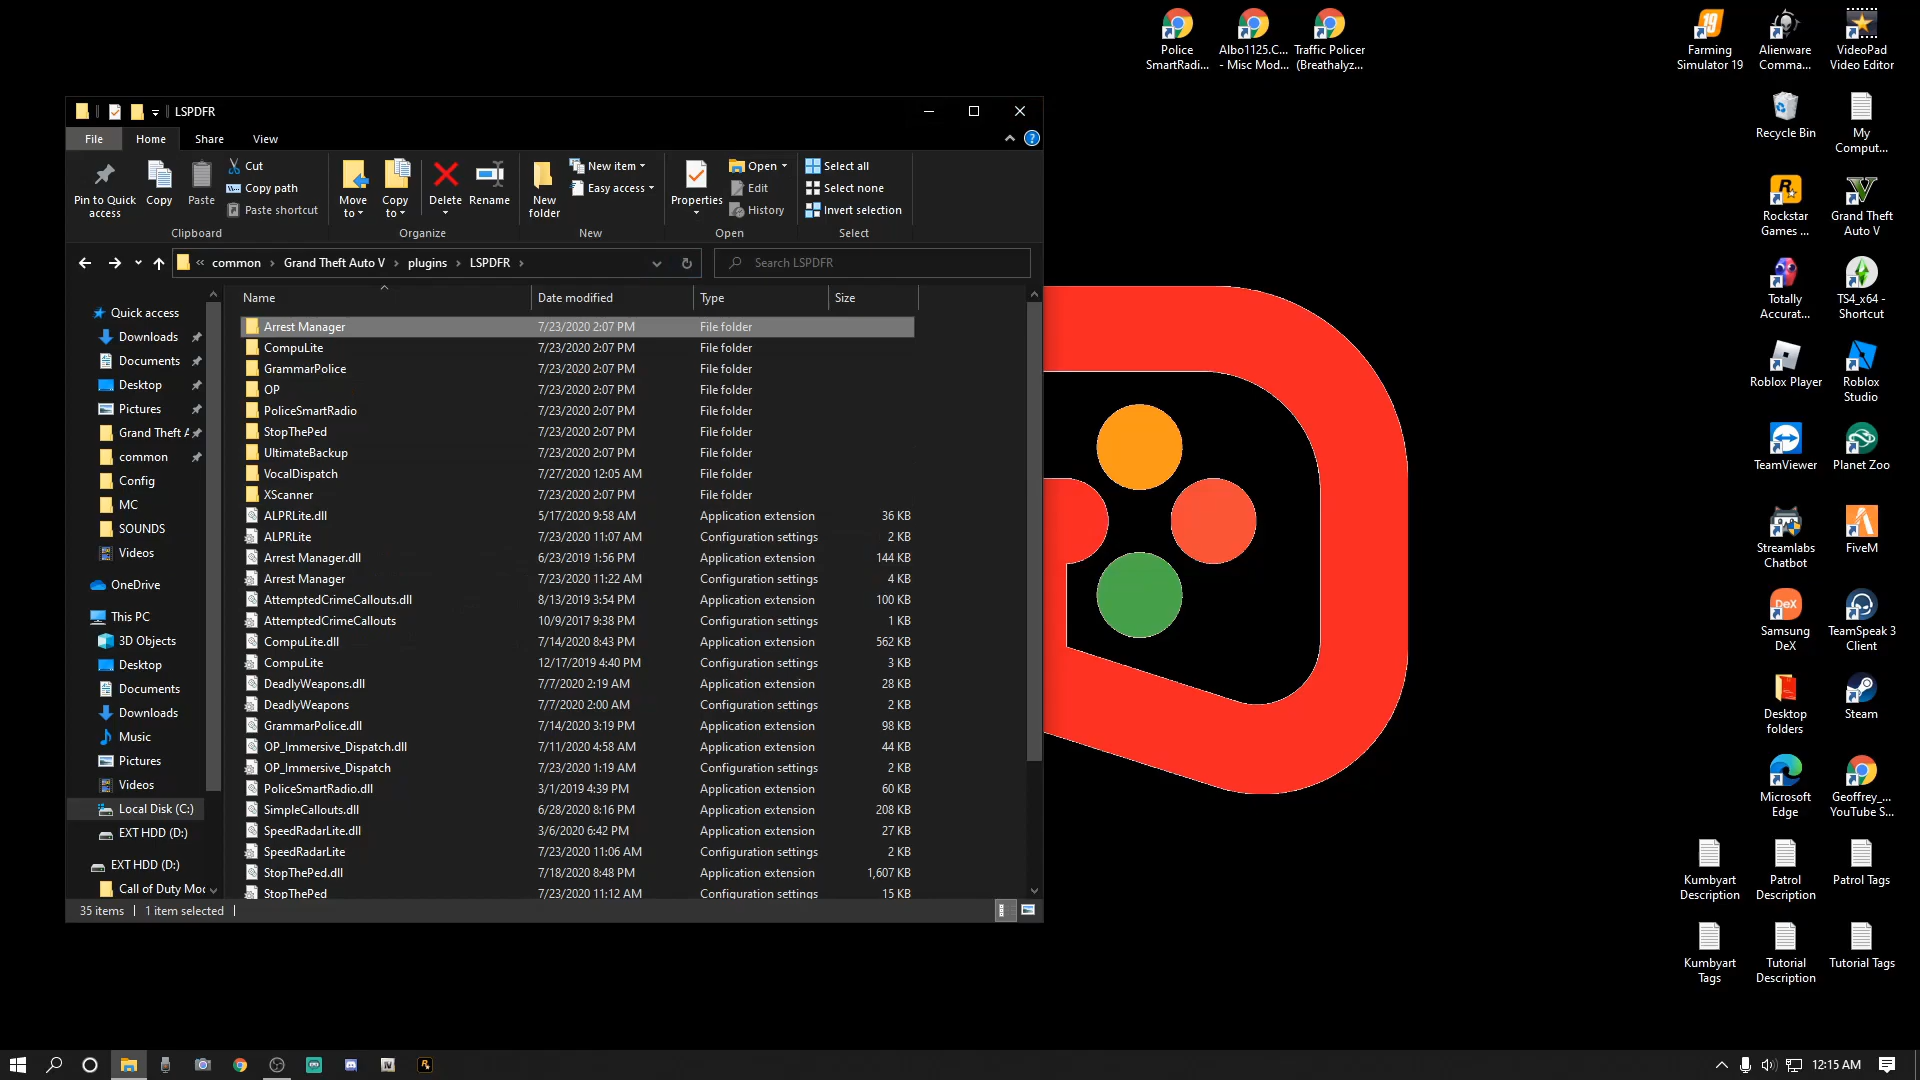 Police
SmartRadi...
Albo1125.C...
- Misc Mod...
Traffic Policer
(Breathalyz...
Farming
Simulator 19
Alienware
Comma...
VideoPad
Video Editor
LSPDFR
File
Home
Share
View
Pin to Quick
access
Copy
Paste
Cut
Copy path
Paste shortcut
Clipboard
Move
to
Copy
to
Delete
Rename
Organize
New
folder
New item
Easy access
New
Properties
Open
Edit
History
Open
Select all
Select none
Invert selection
Select
« common > Grand Theft Auto V > plugins > LSPDFR >
Search LSPDFR
Quick access
Downloads
Documents
Desktop
Pictures
Grand Theft A
common
Config
MC
SOUNDS
Videos
OneDrive
This PC
3D Objects
Desktop
Documents
Downloads
Music
Pictures
Videos
Local Disk (C:)
EXT HDD (D:)
EXT HDD (D:)
Call of Duty Mod
Name Date modified Type Size
Arrest Manager 7/23/2020 2:07 PM File folder
CompuLite 7/23/2020 2:07 PM File folder
GrammarPolice 7/23/2020 2:07 PM File folder
OP 7/23/2020 2:07 PM File folder
PoliceSmartRadio 7/23/2020 2:07 PM File folder
StopThePed 7/23/2020 2:07 PM File folder
UltimateBackup 7/23/2020 2:07 PM File folder
VocalDispatch 7/27/2020 12:05 AM File folder
XScanner 7/23/2020 2:07 PM File folder
ALPRLite.dll 5/17/2020 9:58 AM Application extension 36 KB
ALPRLite 7/23/2020 11:07 AM Configuration settings 2 KB
Arrest Manager.dll 6/23/2019 1:56 PM Application extension 144 KB
Arrest Manager 7/23/2020 11:22 AM Configuration settings 4 KB
AttemptedCrimeCallouts.dll 8/13/2019 3:54 PM Application extension 100 KB
AttemptedCrimeCallouts 10/9/2017 9:38 PM Configuration settings 1 KB
CompuLite.dll 7/14/2020 8:43 PM Application extension 562 KB
CompuLite 12/17/2019 4:40 PM Configuration settings 3 KB
DeadlyWeapons.dll 7/7/2020 2:19 AM Application extension 28 KB
DeadlyWeapons 7/7/2020 2:00 AM Configuration settings 2 KB
GrammarPolice.dll 7/14/2020 3:19 PM Application extension 98 KB
OP_Immersive_Dispatch.dll 7/11/2020 4:58 AM Application extension 44 KB
OP_Immersive_Dispatch 7/23/2020 1:19 AM Configuration settings 2 KB
PoliceSmartRadio.dll 3/1/2019 4:39 PM Application extension 60 KB
SimpleCallouts.dll 6/28/2020 8:16 PM Application extension 208 KB
SpeedRadarLite.dll 3/6/2020 6:42 PM Application extension 27 KB
SpeedRadarLite 7/23/2020 11:06 AM Configuration settings 2 KB
StopThePed.dll 7/18/2020 8:48 PM Application extension 1,607 KB
StopThePed 7/23/2020 11:12 AM Configuration settings 15 KB
35 items 1 item selected
Recycle Bin
My
Comput...
Rockstar
Games ...
Grand Theft
Auto V
Totally
Accurat...
TS4_x64 -
Shortcut
Roblox Player
Roblox
Studio
TeamViewer
Planet Zoo
Streamlabs
Chatbot
FiveM
DeX
Samsung
DeX
TeamSpeak 3
Client
Desktop
folders
Steam
Microsoft
Edge
Geoffrey_...
YouTube S...
Kumbyart
Description
Patrol
Description
Patrol Tags
Kumbyart
Tags
Tutorial
Description
Tutorial Tags
12:15 AM